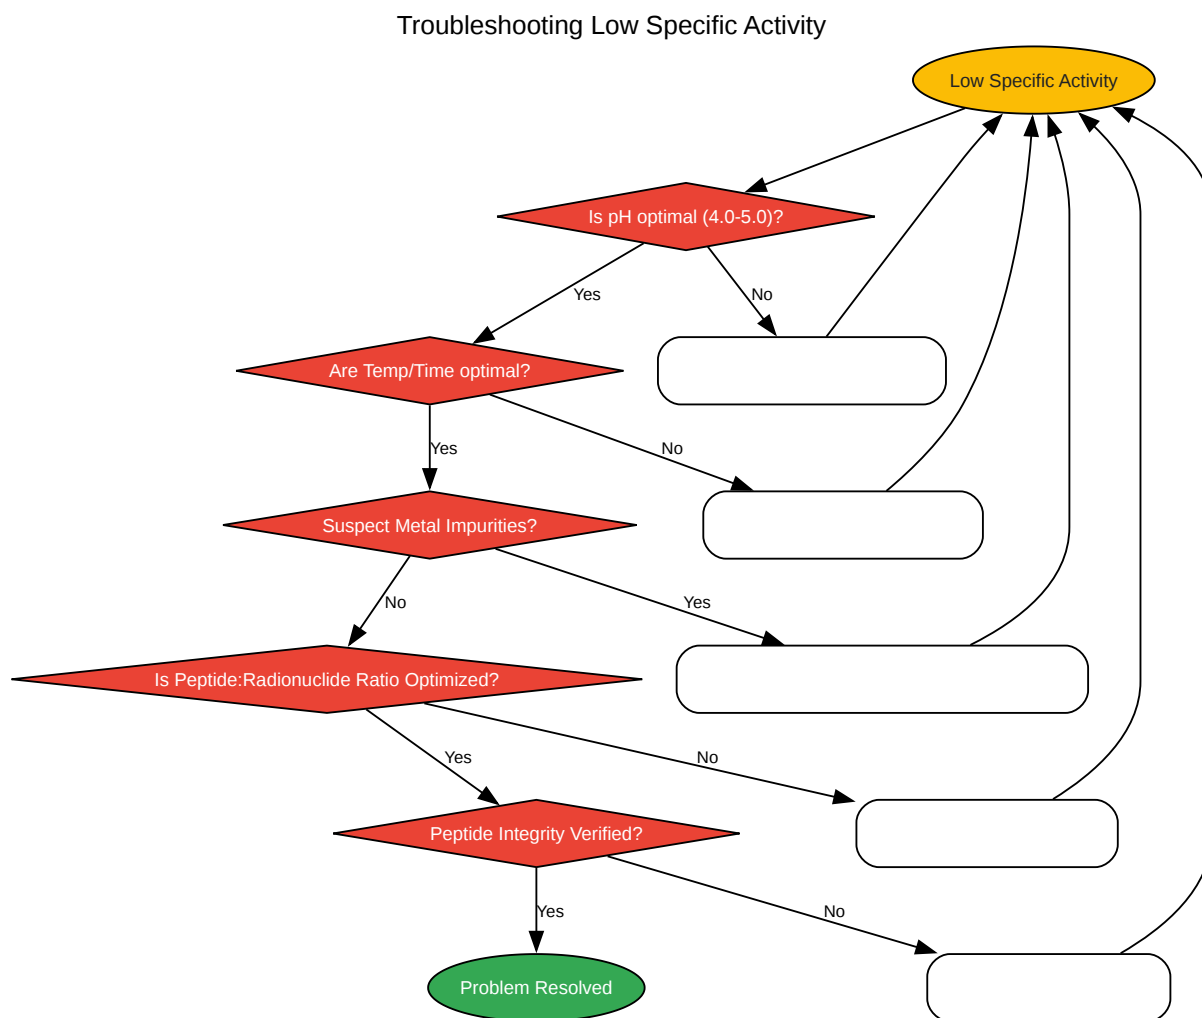 Troubleshooting Low Specific Activity
Low Specific Activity
Is pH optimal (4.0-5.0)?
Yes
No
Are Temp/Time optimal?
Yes
No
Suspect Metal Impurities?
No
Yes
Is Peptide:Radionuclide Ratio Optimized?
Yes
No
Peptide Integrity Verified?
Yes
No
Problem Resolved